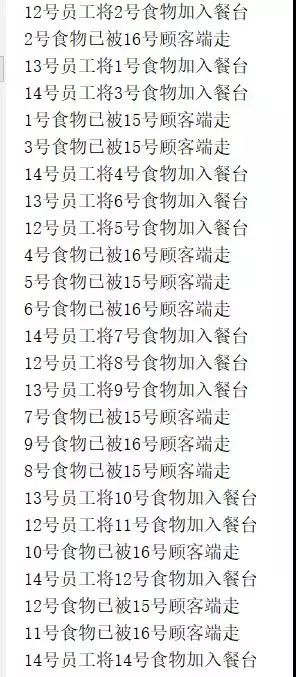 12号员工将2号食物加入餐台
2号食物已被16号顾客端走
13号员工将1号食物加入餐台
14号员工将3号食物加入餐台
1号食物已被15号顾客端走
3号食物已被15号顾客端走
14号员工将4号食物加入餐台
13号员工将6号食物加入餐台
12号员工将5号食物加入餐台
4号食物已被16号顾客端走
5号食物已被15号顾客端走
6号食物已被16号顾客端走
14号员工将7号食物加入餐台
12号员工将8号食物加入餐台
13号员工将9号食物加入餐台
7号食物已被15号顾客端走
9号食物已被16号顾客端走
8号食物已被15号顾客端走
13号员工将10号食物加入餐台
12号员工将11号食物加入餐台
10号食物已被16号顾客端走
14号员工将12号食物加入餐台
12号食物已被15号顾客端走
11号食物已被16号顾客端走
14号员工将14号食物加入餐台